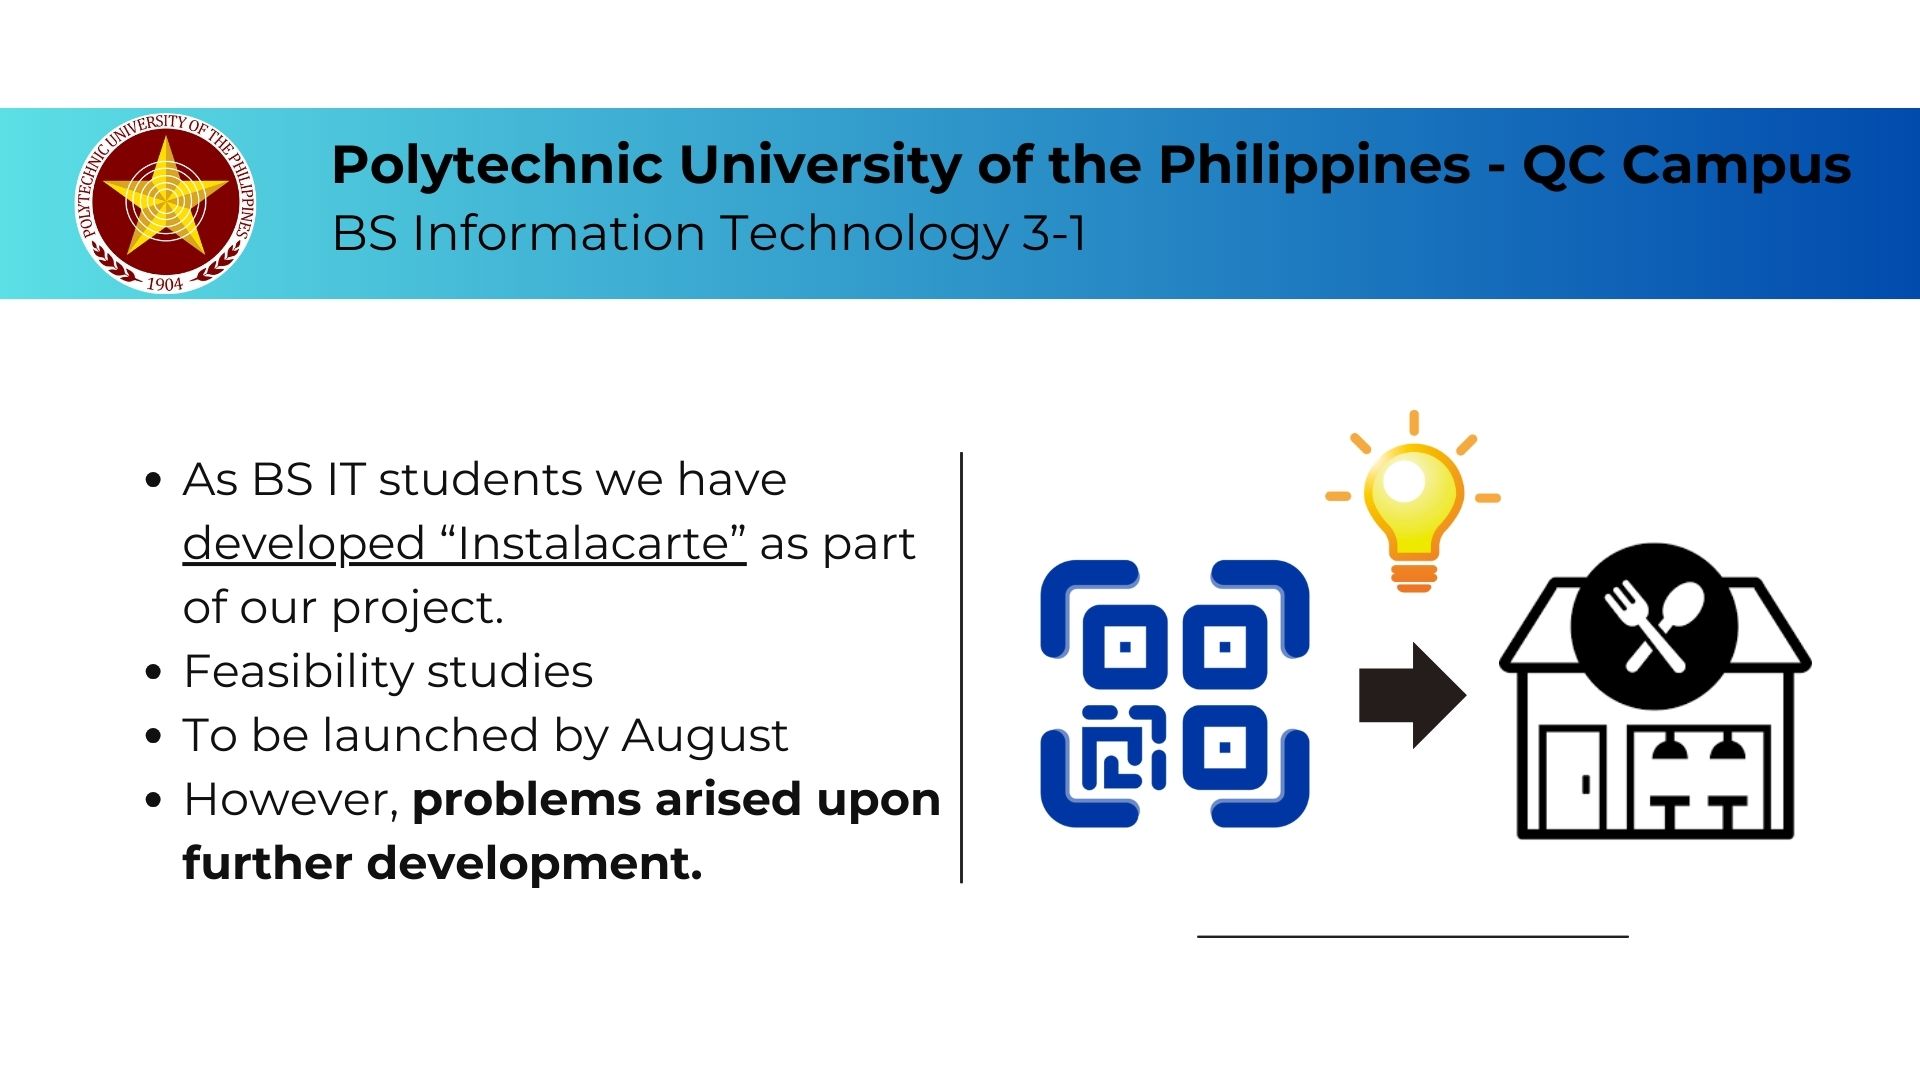 POLYTECHNIC UNIVERSITY OF THE PHILIPPINES
1904
Polytechnic University of the Philippines - QC Campus
BS Information Technology 3-1
• As BS IT students we have
developed “Instalacarte” as part
of our project.
• Feasibility studies
• To be launched by August
• However, problems arised upon
further development.